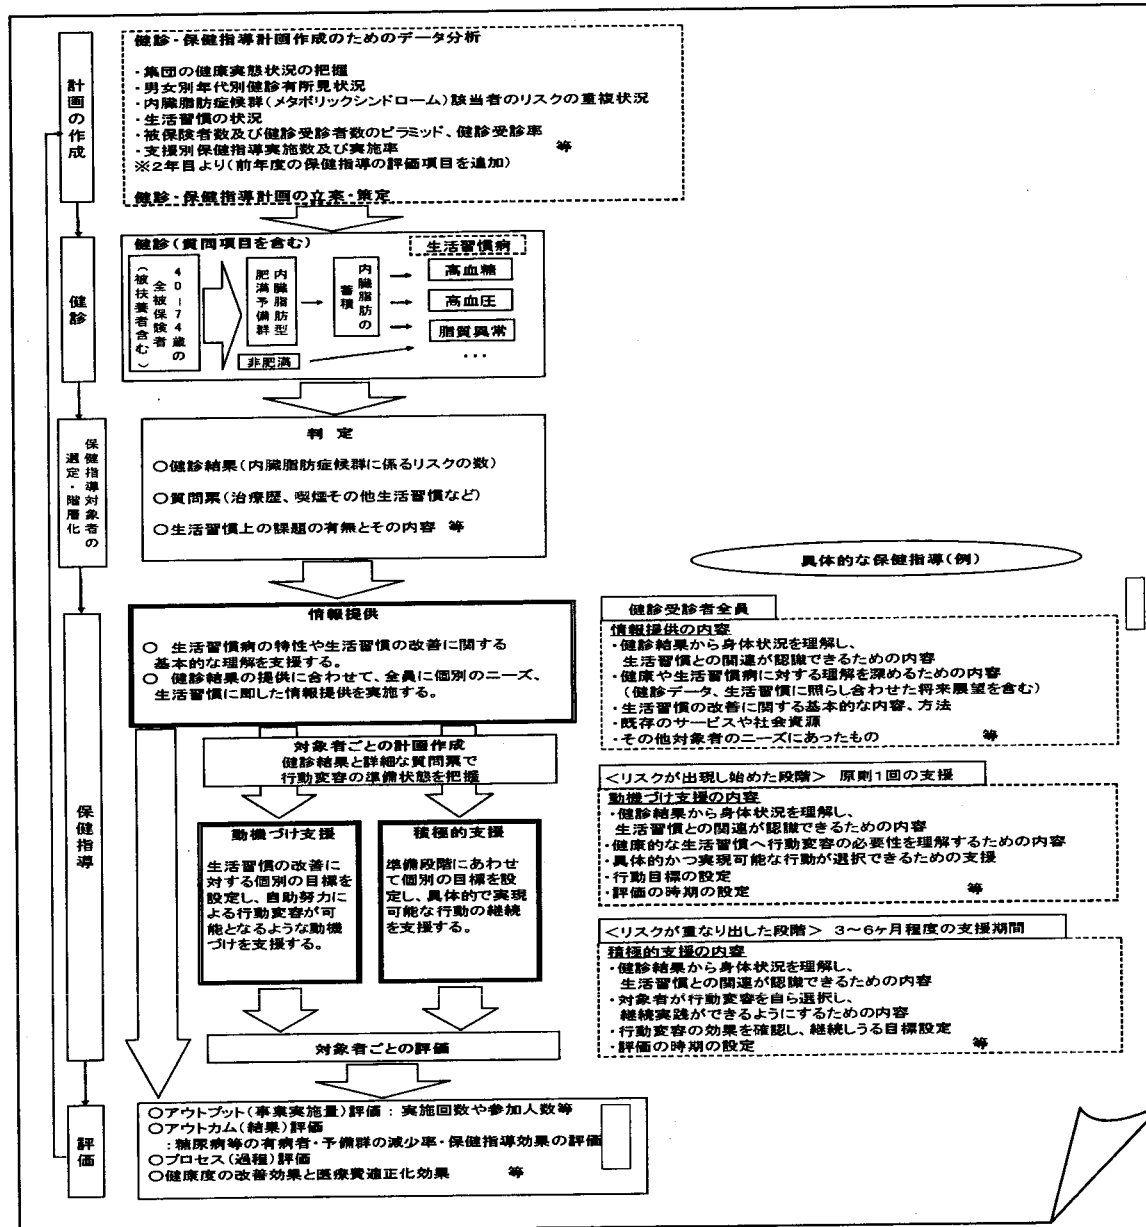 計画の作成
健診・保健指導計画作成のためのデータ分析
・集団の健康実態状況の把握
・男女別年代別健診有所見状況
・内臓脂肪症候群(メタボリックシンドローム)該当者のリスクの重複状況
・生活習慣の状況
・被保険者数及び健診受診者数のピラミッド、健診受診率
・支援別保健指導実施数及び実施率 等
※2年目より(前年度の保健指導の評価項目を追加)
健診・保健指導計画の立案・策定
健診
健診(質問項目を含む)
40-74歳の
全被保険者
(被扶養者含む)
内臓脂肪型
肥満予備群
非肥満
内臓脂肪の
蓄積
生活習慣病
高血糖
高血圧
脂質異常
・・・
保健指導対象者の
選定・階層化
判 定
○健診結果(内臓脂肪症候群に係るリスクの数)
○質問票(治療歴、喫煙その他生活習慣など)
○生活習慣上の課題の有無とその内容 等
保健指導
情報提供
○ 生活習慣病の特性や生活習慣の改善に関する
基本的な理解を支援する。
○ 健診結果の提供に合わせて、全員に個別のニーズ、
生活習慣に即した情報提供を実施する。
対象者ごとの計画作成
健診結果と詳細な質問票で
行動変容の準備状態を把握
動機づけ支援
生活習慣の改善に
対する個別の目標を
設定し、自助努力に
よる行動変容が可
能となるような動機
づけを支援する。
積極的支援
準備段階にあわせ
て個別の目標を設
定し、具体的で実現
可能な行動の継続
を支援する。
対象者ごとの評価
具体的な保健指導(例)
健診受診者全員
情報提供の内容
・健診結果から身体状況を理解し、
生活習慣との関連が認識できるための内容
・健康や生活習慣病に対する理解を深めるための内容
(健診データ、生活習慣に照らし合わせた将来展望を含む)
・生活習慣の改善に関する基本的な内容、方法
・既存のサービスや社会資源
・その他対象者のニーズにあったもの 等
<リスクが出現し始めた段階> 原則1回の支援
動機づけ支援の内容
・健診結果から身体状況を理解し、
生活習慣との関連が認識できるための内容
・健康的な生活習慣へ行動変容の必要性を理解するための内容
・具体的かつ実現可能な行動が選択できるための支援
・行動目標の設定
・評価の時期の設定 等
<リスクが重なり出した段階> 3~6ヶ月程度の支援期間
積極的支援の内容
・健診結果から身体状況を理解し、
生活習慣との関連が認識できるための内容
・対象者が行動変容を自ら選択し、
継続実践ができるようにするための内容
・行動変容の効果を確認し、継続しうる目標設定
・評価の時期の設定 等
評価
○アウトプット(事業実施量)評価:実施回数や参加人数等
○アウトカム(結果)評価
:糖尿病等の有病者・予備群の減少率・保健指導効果の評価
○プロセス(過程)評価
○健康度の改善効果と医療費適正化効果 等